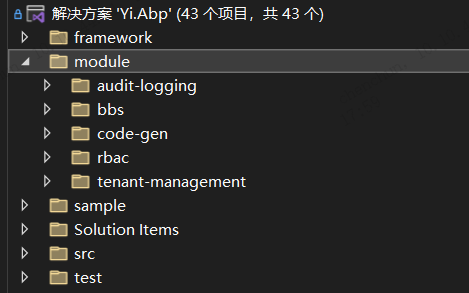 解决方案 'Yi.Abp' (43 个项目，共 43 个)
framework
module
audit-logging
bbs
code-gen
rbac
tenant-management
sample
Solution Items
src
test